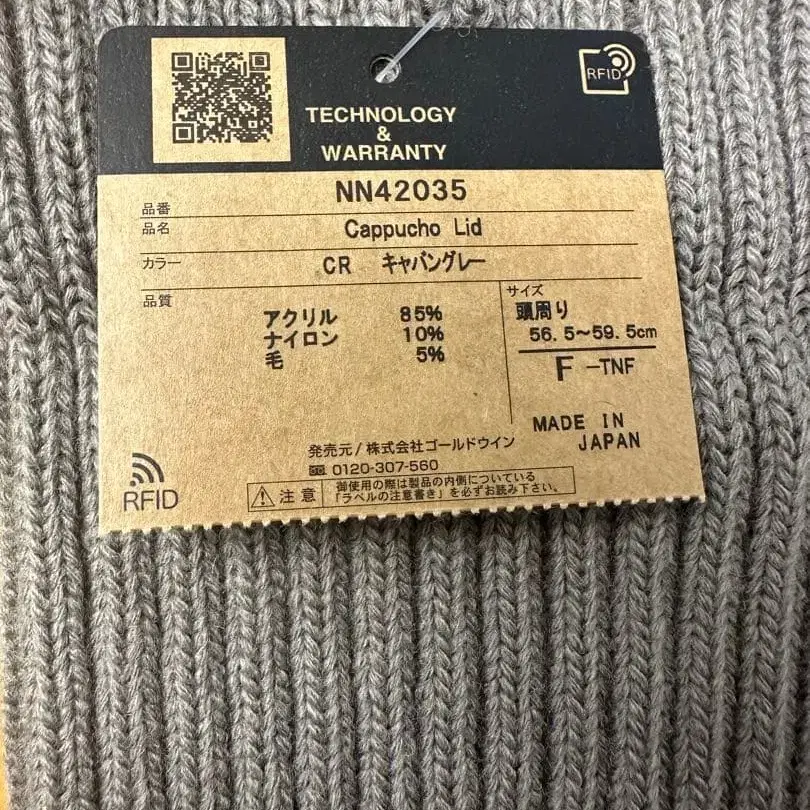 RFID
TECHNOLOGY
&
WARRANTY
品番 NN42035
品名 Cappucho Lid
カラー CR キャバングレー
品質
アクリル 85%
ナイロン 10%
毛 5%
サイズ
頭周り
56.5～59.5cm
F -TNF
MADE IN
JAPAN
発売元/株式会社ゴールドウイン
0120-307-560
RFID
注意
御使用の際は製品の内側についている
「ラベルの注意書き」を必ずお読み下さい。